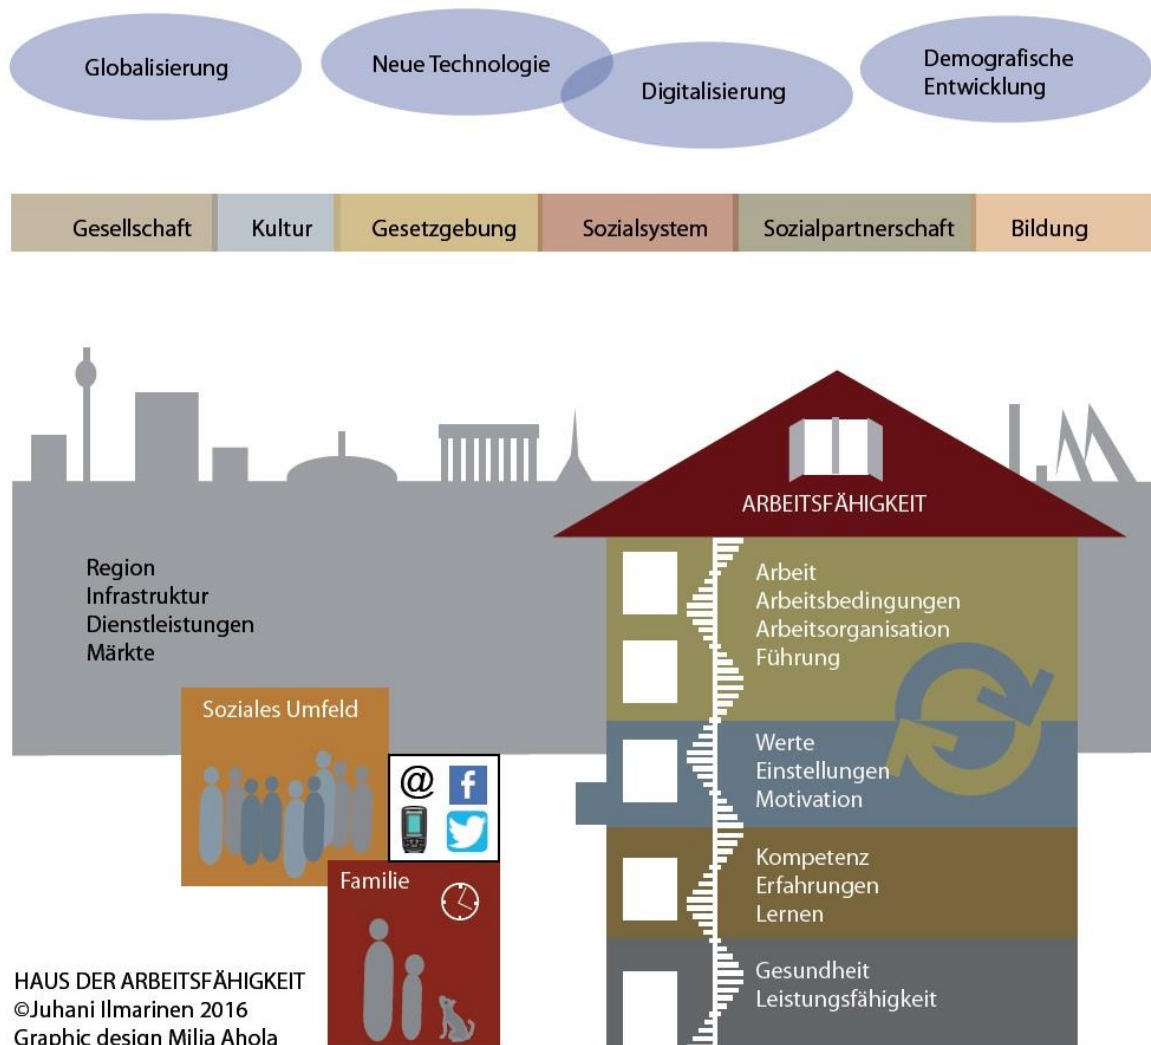 Globalisierung
Neue Technologie
Digitalisierung
Demografische
Entwicklung
Gesellschaft
Kultur
Gesetzgebung
Sozialsystem
Sozialpartnerschaft
Bildung
ARBEITSFÄHIGKEIT
Region
Infrastruktur
Dienstleistungen
Märkte
Arbeit
Arbeitsbedingungen
Arbeitsorganisation
Führung
Soziales Umfeld
@
f
Werte
Einstellungen
Motivation
Familie
Kompetenz
Erfahrungen
Lernen
Gesundheit
Leistungsfähigkeit
HAUS DER ARBEITSFÄHIGKEIT
©Juhani Ilmarinen 2016
Graphic design Milja Ahola